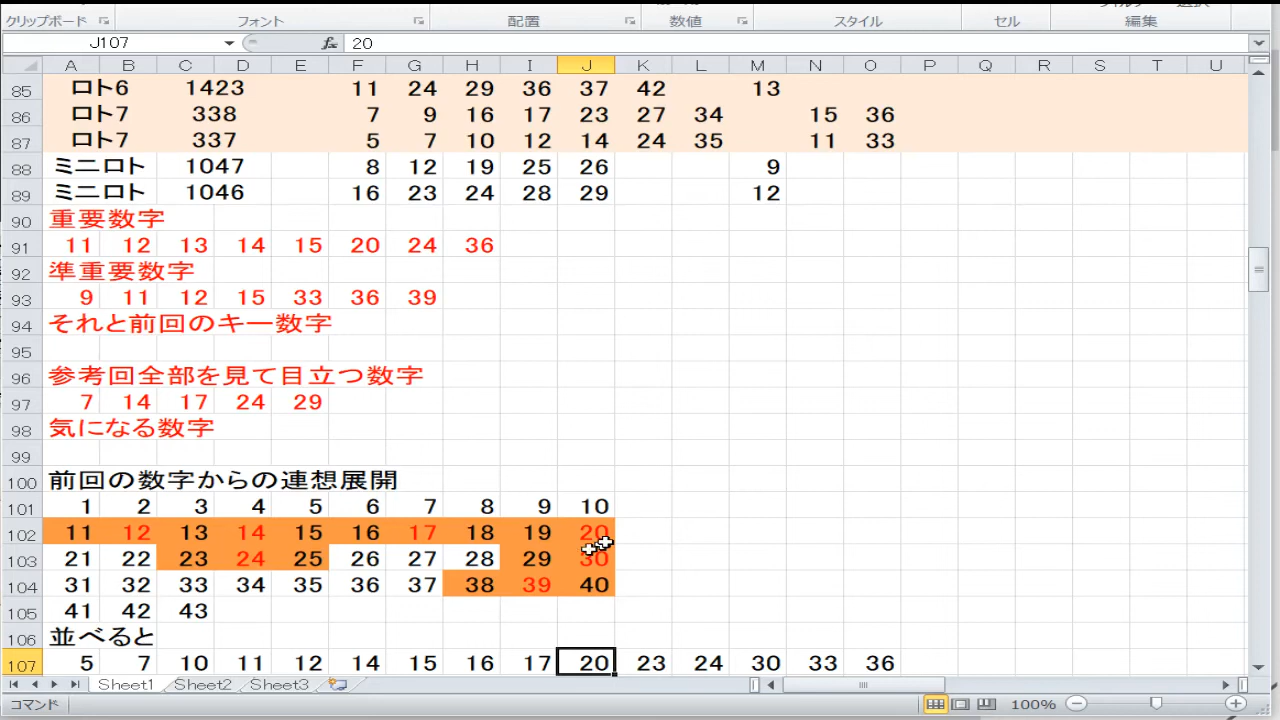 クリップボード フォント 配置 数値 スタイル セル 編集
J107 fx 20
A B C D E F G H I J K L M N O P Q R S T U
85 ロト6 1423 11 24 29 36 37 42 13
86 ロト7 338 7 9 16 17 23 27 34 15 36
87 ロト7 337 5 7 10 12 14 24 35 11 33
88 ミニロト 1047 8 12 19 25 26 9
89 ミニロト 1046 16 23 24 28 29 12
90 重要数字
91 11 12 13 14 15 20 24 36
92 準重要数字
93 9 11 12 15 33 36 39
94 それと前回のキー数字
95
96 参考回全部を見て目立つ数字
97 7 14 17 24 29
98 気になる数字
99
100 前回の数字からの連想展開
101 1 2 3 4 5 6 7 8 9 10
102 11 12 13 14 15 16 17 18 19 20
103 21 22 23 24 25 26 27 28 29 30
104 31 32 33 34 35 36 37 38 39 40
105 41 42 43
106 並べると
107 5 7 10 11 12 14 15 16 17 20 23 24 30 33 36
Sheet1 Sheet2 Sheet3
コマンド 100%